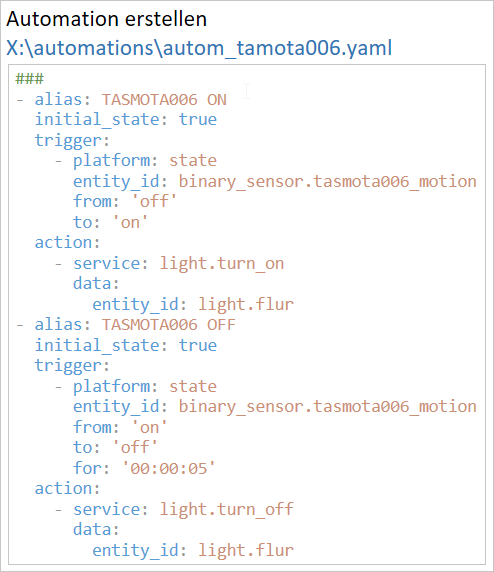 Automation erstellen
X:\automations\autom_tamota006.yaml
###
- alias: TASMOTA006 ON
  initial_state: true
  trigger:
    - platform: state
      entity_id: binary_sensor.tasmota006_motion
      from: 'off'
      to: 'on'
  action:
    - service: light.turn_on
      data:
        entity_id: light.flur
- alias: TASMOTA006 OFF
  initial_state: true
  trigger:
    - platform: state
      entity_id: binary_sensor.tasmota006_motion
      from: 'on'
      to: 'off'
      for: '00:00:05'
  action:
    - service: light.turn_off
      data:
        entity_id: light.flur